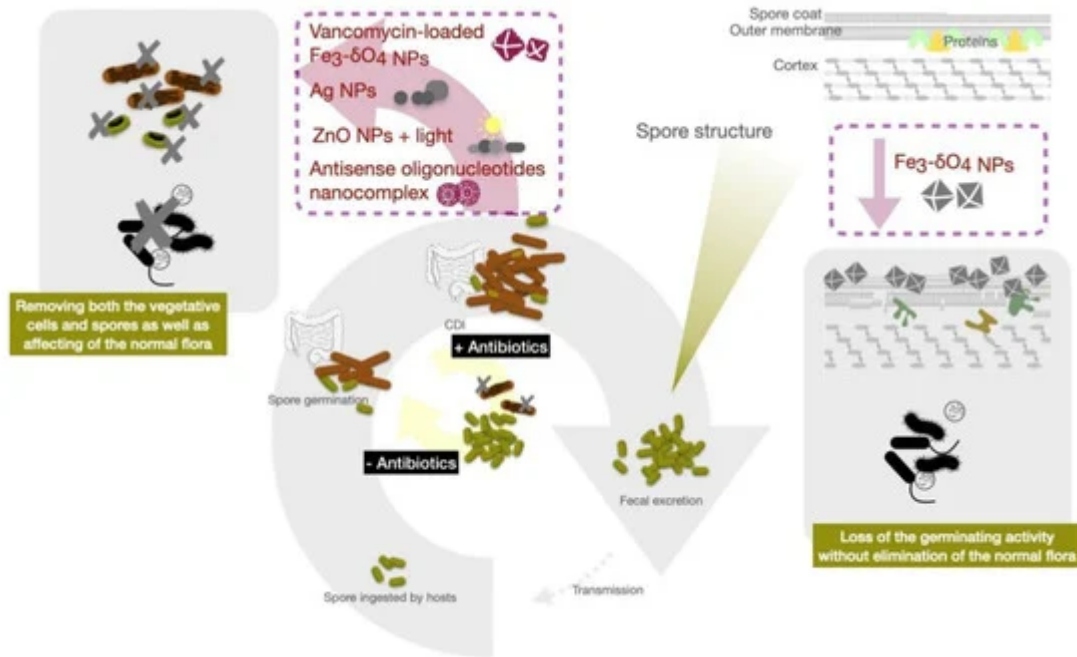 Vancomycin-loaded
Fe3-δO4 NPs
Ag NPs
ZnO NPs + light
Antisense oligonucleotides
nanocomplex
Spore coat
Outer membrane
Proteins
Cortex
Spore structure
Fe3-δO4 NPs
Removing both the vegetative
cells and spores as well as
affecting of the normal flora
CDI
+ Antibiotics
Spore germination
- Antibiotics
Fecal excretion
Loss of the germinating activity
without elimination of the normal flora
Transmission
Spore ingested by hosts